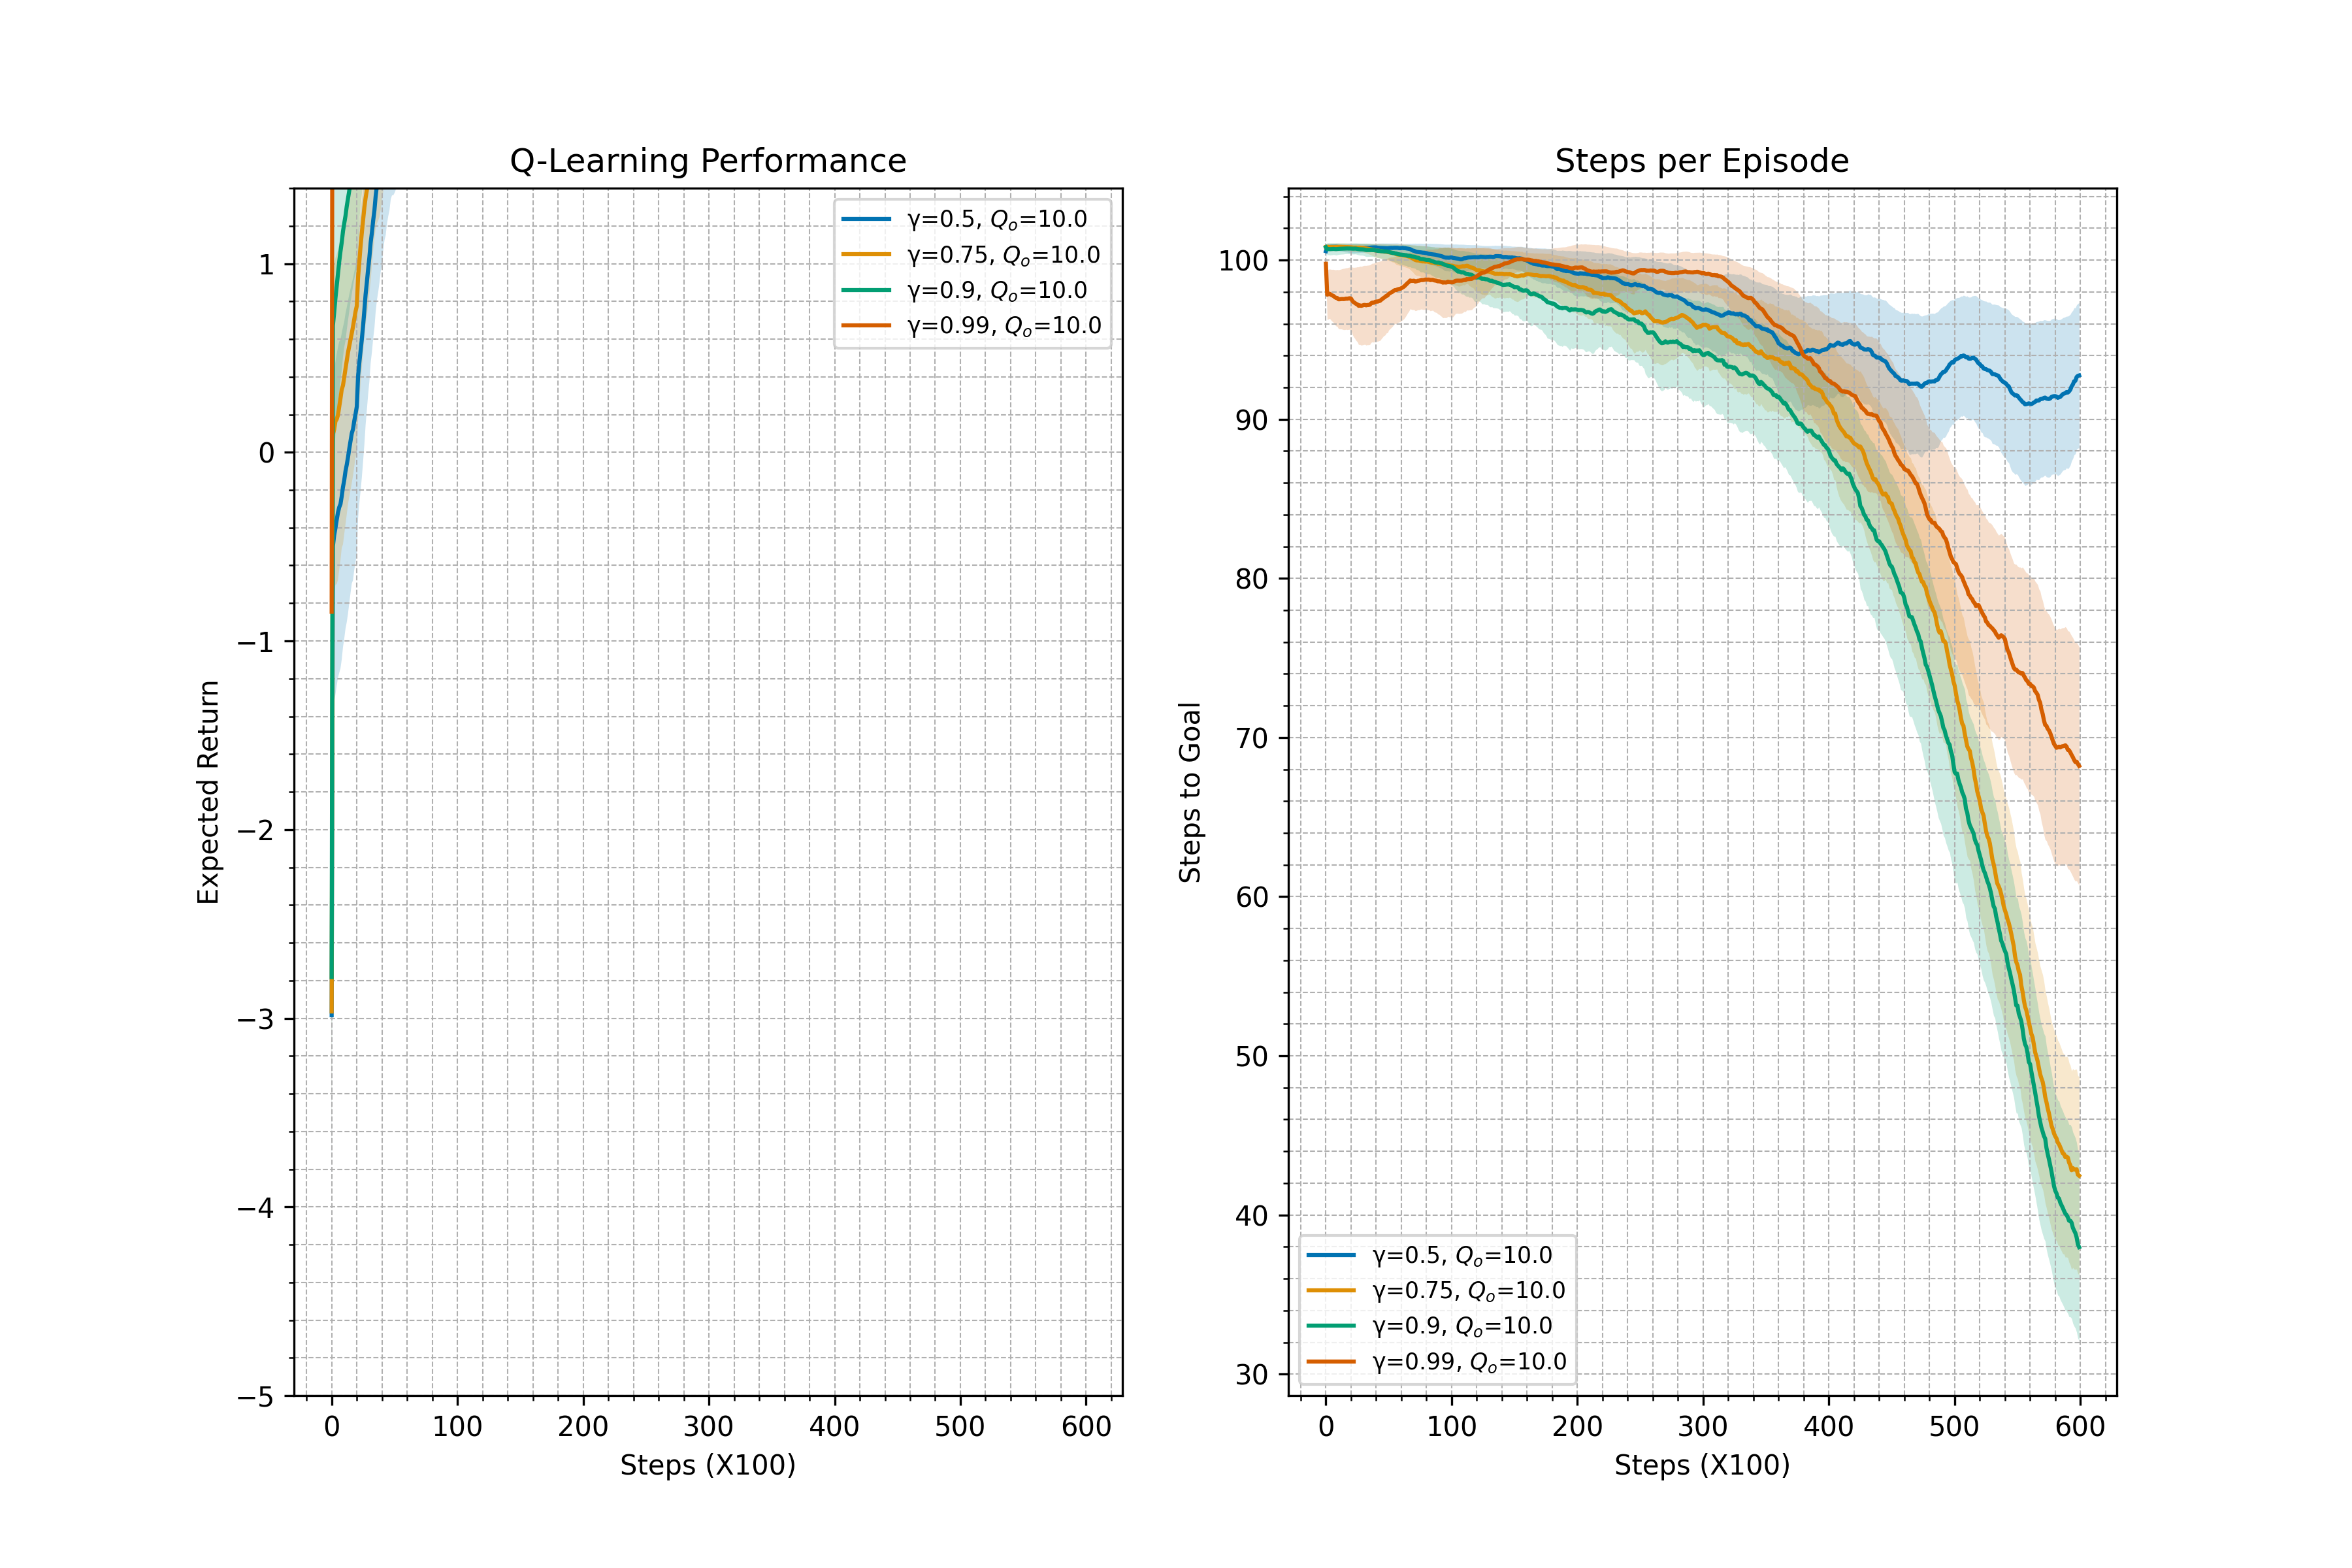 Q-Learning Performance
Expected Return
1
0
−1
−2
−3
−4
−5
γ=0.5, Qₒ=10.0
γ=0.75, Qₒ=10.0
γ=0.9, Qₒ=10.0
γ=0.99, Qₒ=10.0
0 100 200 300 400 500 600
Steps (X100)
Steps per Episode
Steps to Goal
100
90
80
70
60
50
40
30
γ=0.5, Qₒ=10.0
γ=0.75, Qₒ=10.0
γ=0.9, Qₒ=10.0
γ=0.99, Qₒ=10.0
0 100 200 300 400 500 600
Steps (X100)